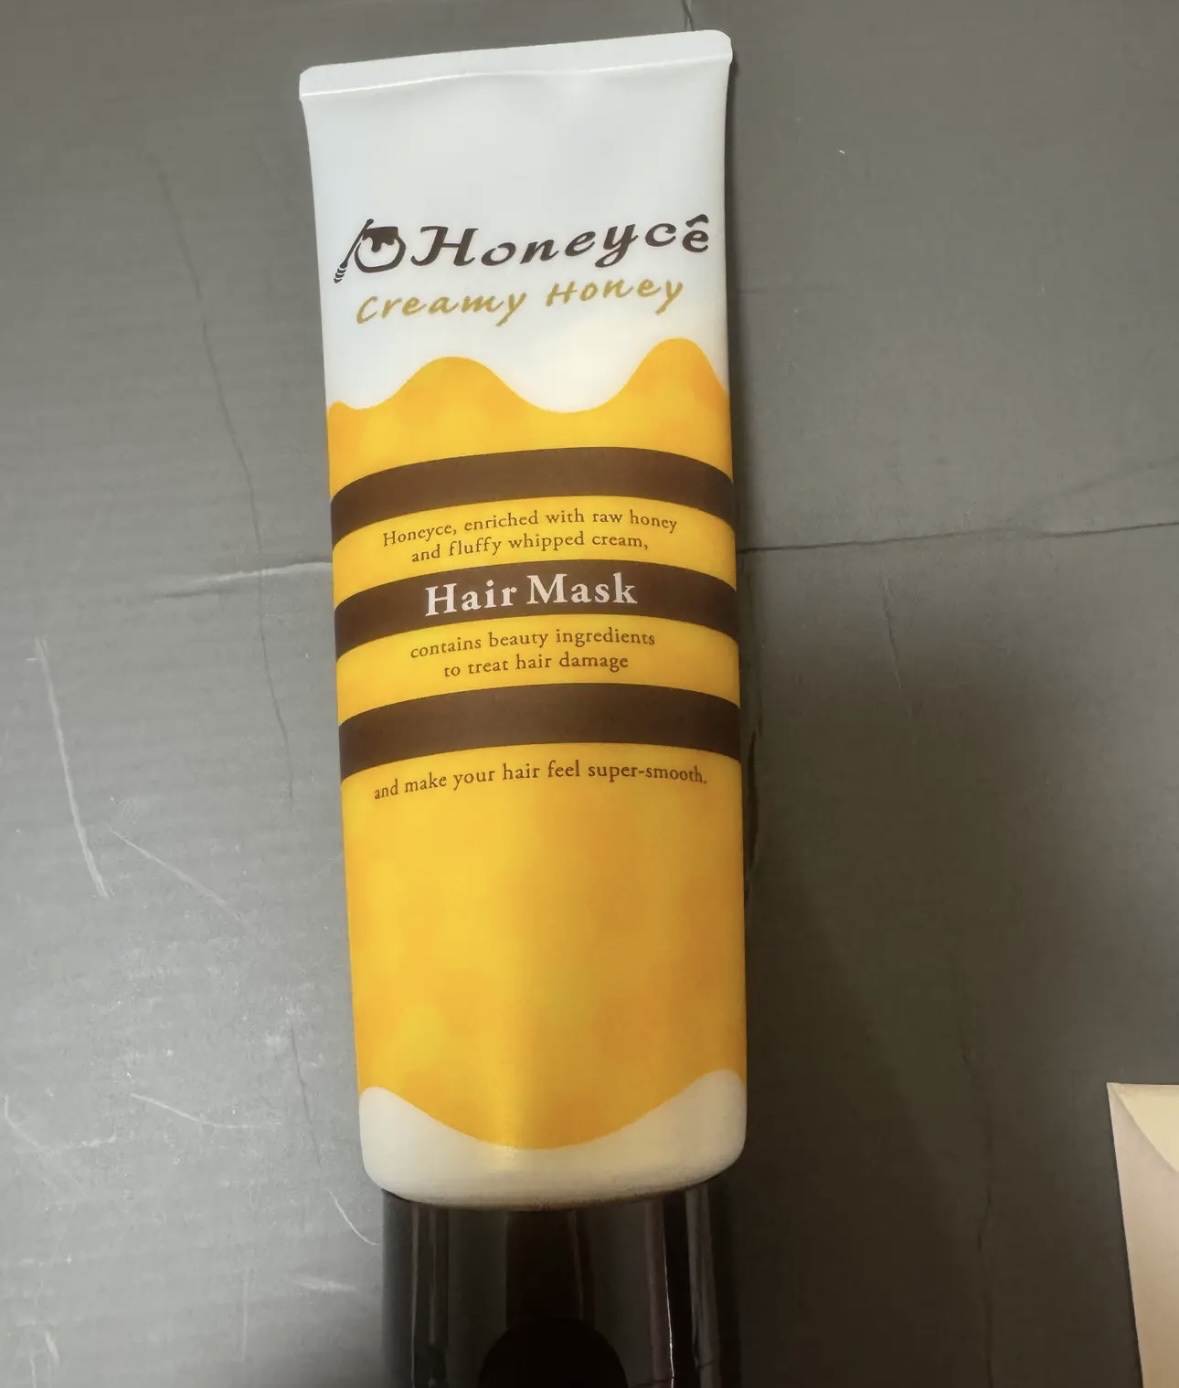 Honeycê
Creamy Honey
Honeyce, enriched with raw honey
and fluffy whipped cream,
Hair Mask
contains beauty ingredients
to treat hair damage
and make your hair feel super-smooth.